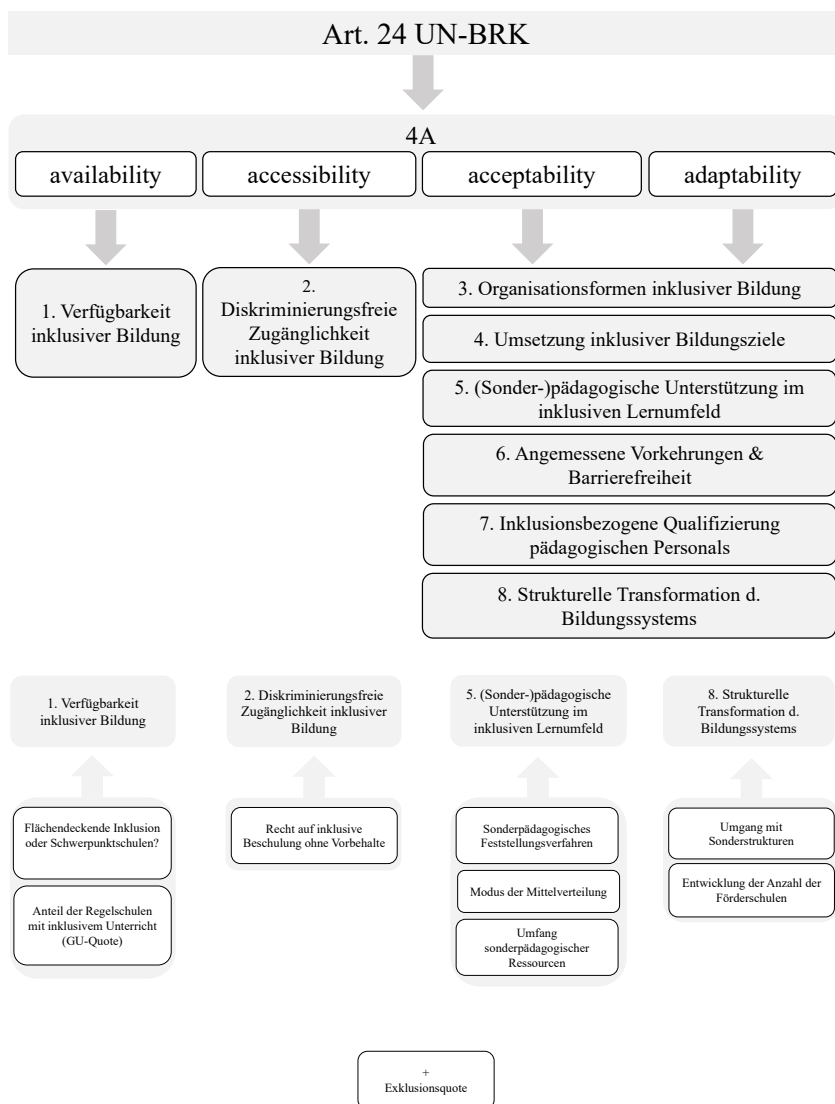 Art. 24 UN-BRK
4A
availability
accessibility
acceptability
adaptability
1. Verfügbarkeit
inklusiver Bildung
2.
Diskriminierungsfreie
Zugänglichkeit
inklusiver Bildung
3. Organisationsformen inklusiver Bildung
4. Umsetzung inklusiver Bildungsziele
5. (Sonder-)pädagogische Unterstützung im
inklusiven Lernumfeld
6. Angemessene Vorkehrungen &
Barrierefreiheit
7. Inklusionsbezogene Qualifizierung
pädagogischen Personals
8. Strukturelle Transformation d.
Bildungssystems
1. Verfügbarkeit
inklusiver Bildung
2. Diskriminierungsfreie
Zugänglichkeit inklusiver
Bildung
5. (Sonder-)pädagogische
Unterstützung im
inklusiven Lernumfeld
8. Strukturelle
Transformation d.
Bildungssystems
Flächendeckende Inklusion
oder Schwerpunktschulen?
Anteil der Regelschulen
mit inklusivem Unterricht
(GU-Quote)
Recht auf inklusive
Beschulung ohne Vorbehalte
Sonderpädagogisches
Feststellungsverfahren
Modus der Mittelverteilung
Umfang
sonderpädagogischer
Ressourcen
Umgang mit
Sonderstrukturen
Entwicklung der Anzahl der
Förderschulen
+
Exklusionsquote